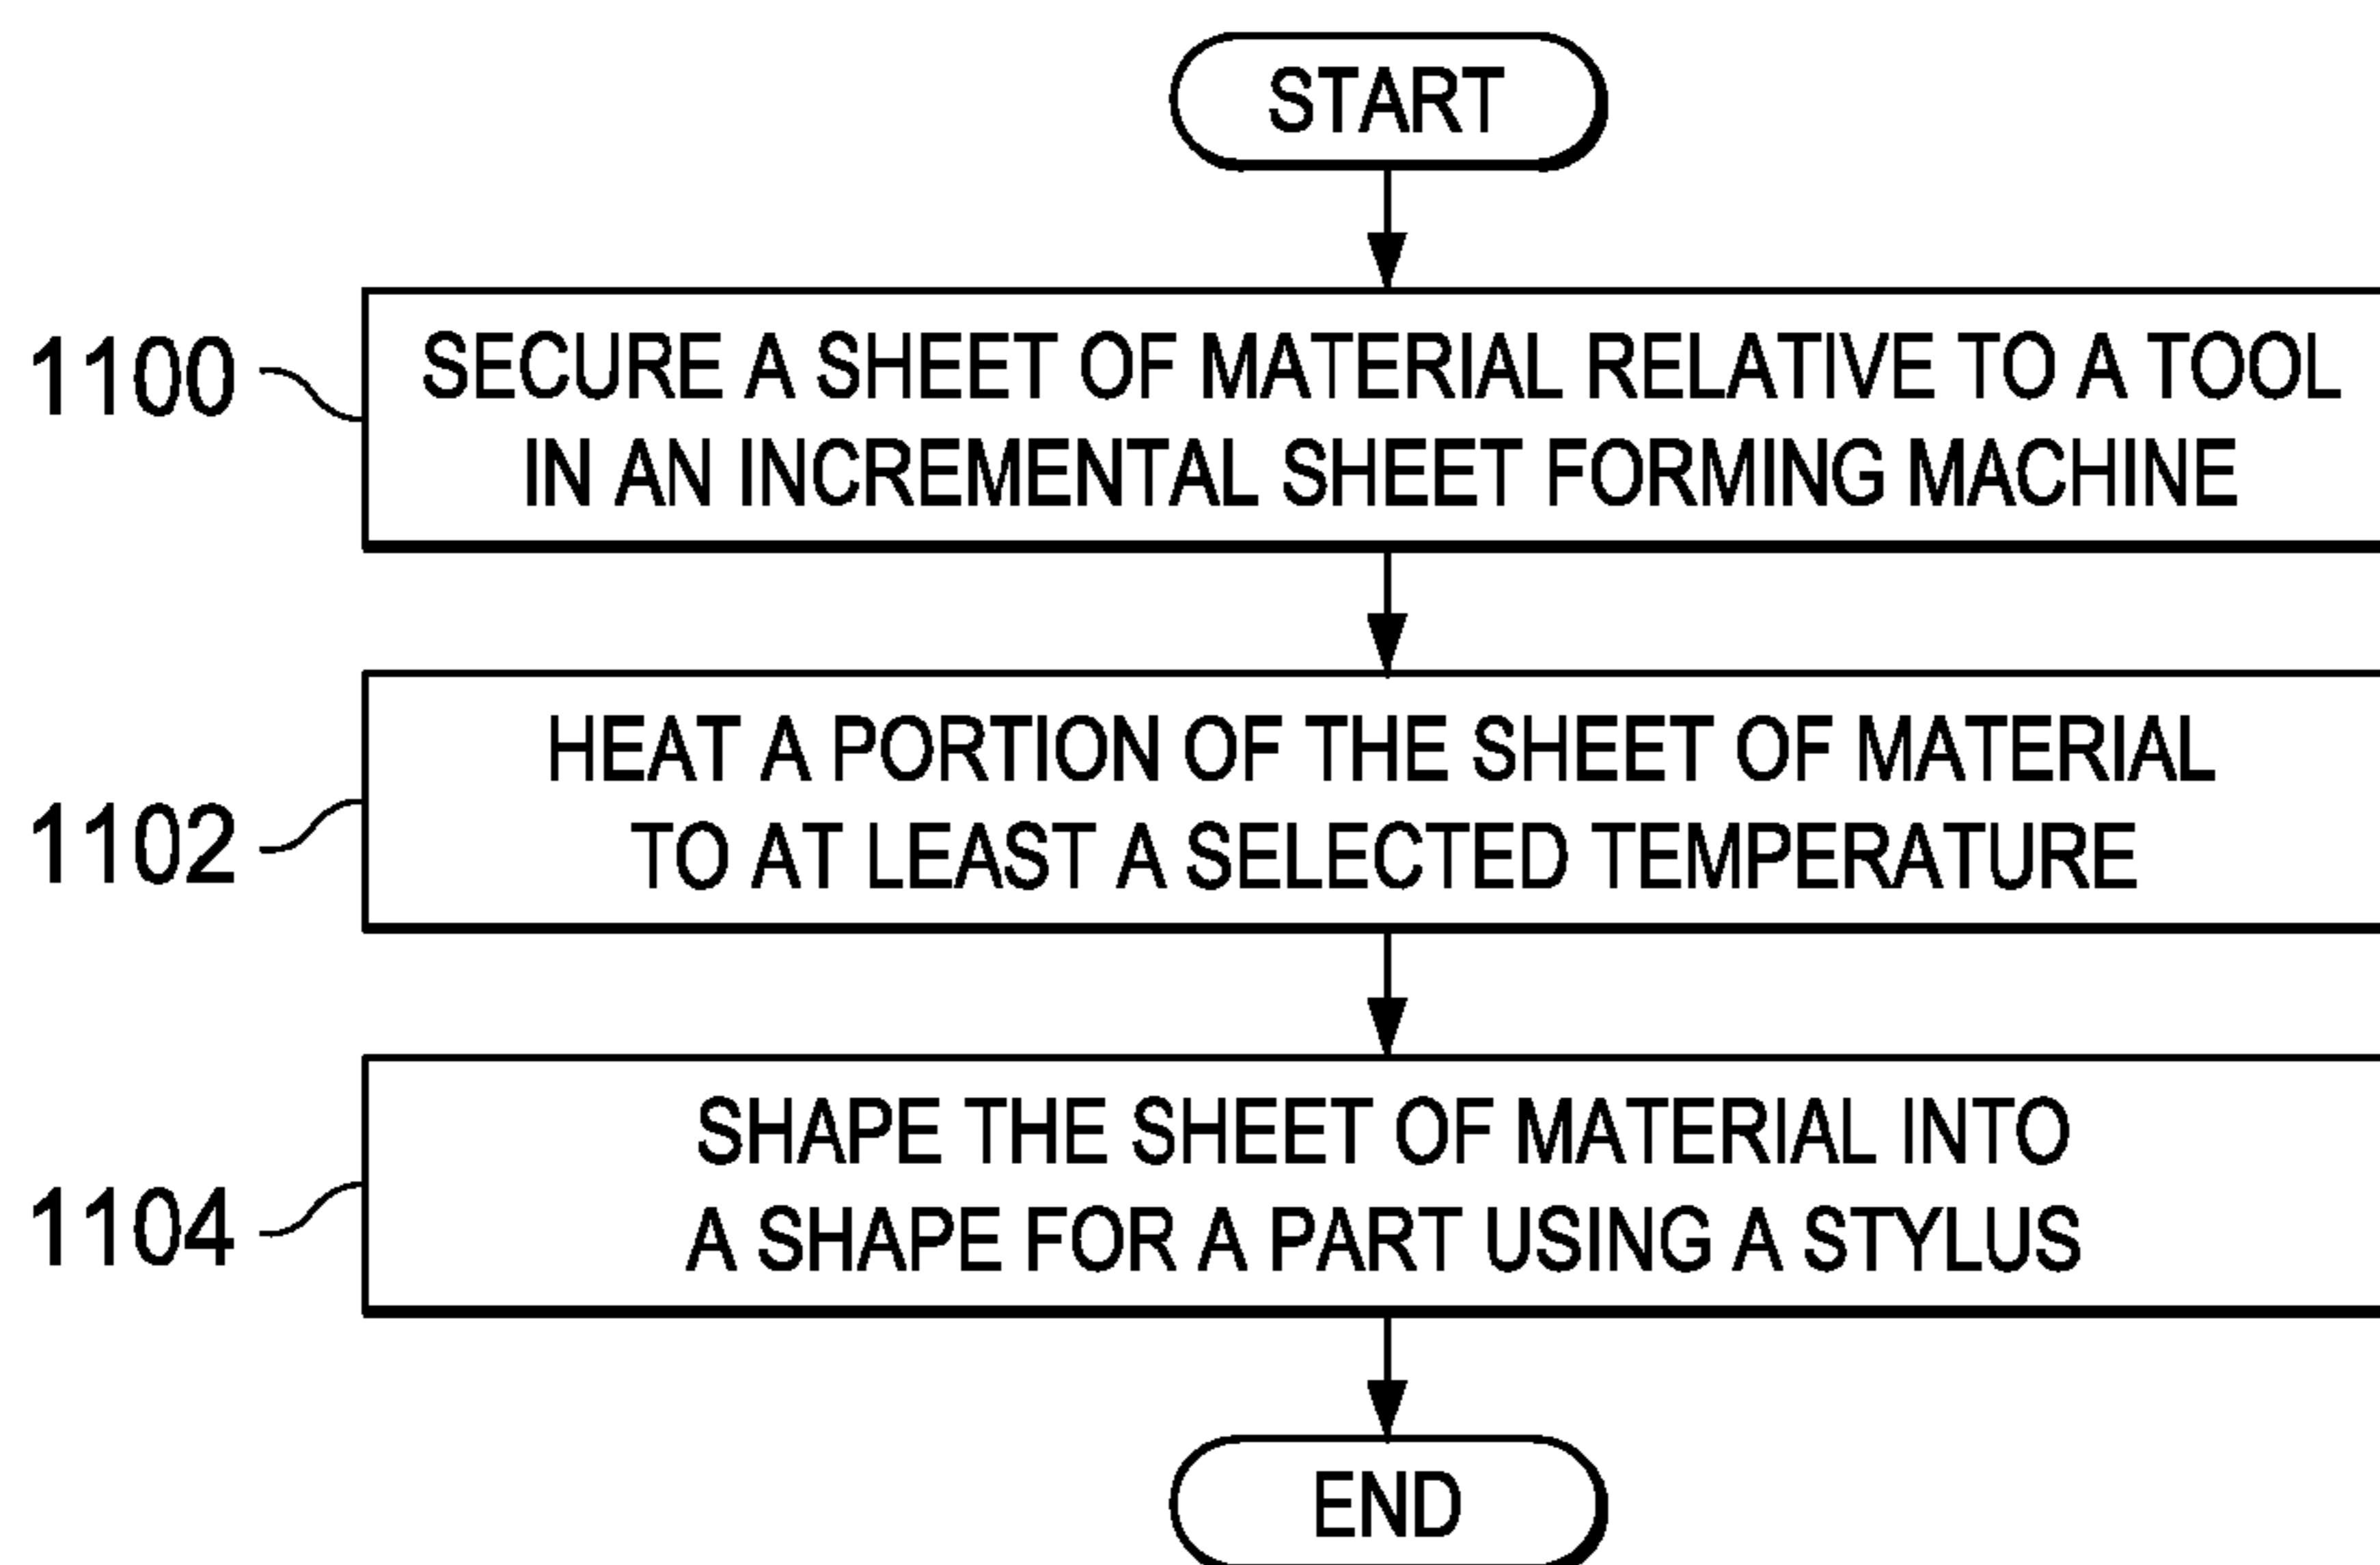 START
1100
SECURE A SHEET OF MATERIAL RELATIVE TO A TOOL
IN AN INCREMENTAL SHEET FORMING MACHINE
1102
HEAT A PORTION OF THE SHEET OF MATERIAL
TO AT LEAST A SELECTED TEMPERATURE
1104
SHAPE THE SHEET OF MATERIAL INTO
A SHAPE FOR A PART USING A STYLUS
END